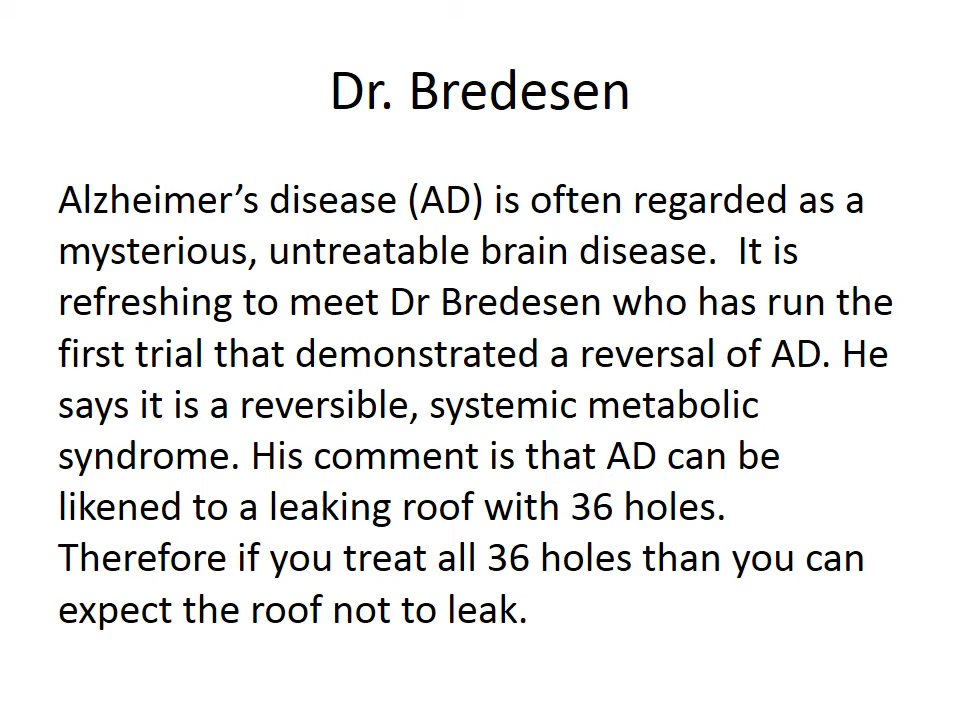 Dr. Bredesen
Alzheimer’s disease (AD) is often regarded as a
mysterious, untreatable brain disease.  It is
refreshing to meet Dr Bredesen who has run the
first trial that demonstrated a reversal of AD. He
says it is a reversible, systemic metabolic
syndrome. His comment is that AD can be
likened to a leaking roof with 36 holes.
Therefore if you treat all 36 holes than you can
expect the roof not to leak.